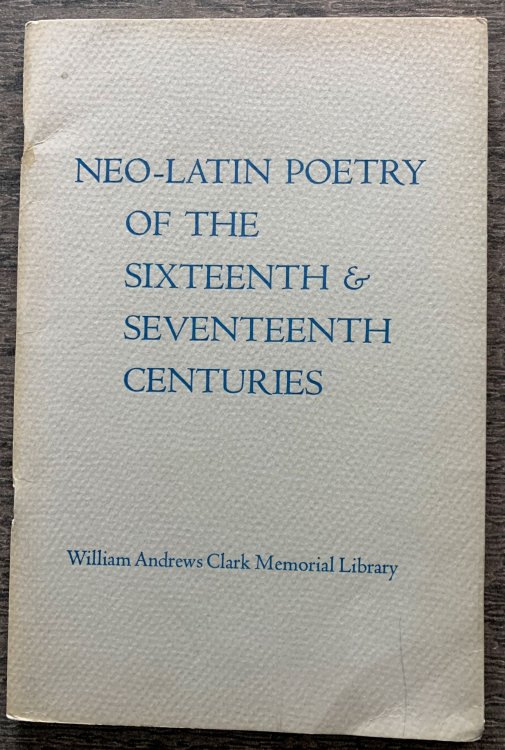 NEO-LATIN POETRY
OF THE
SIXTEENTH &
SEVENTEENTH
CENTURIES
William Andrews Clark Memorial Library